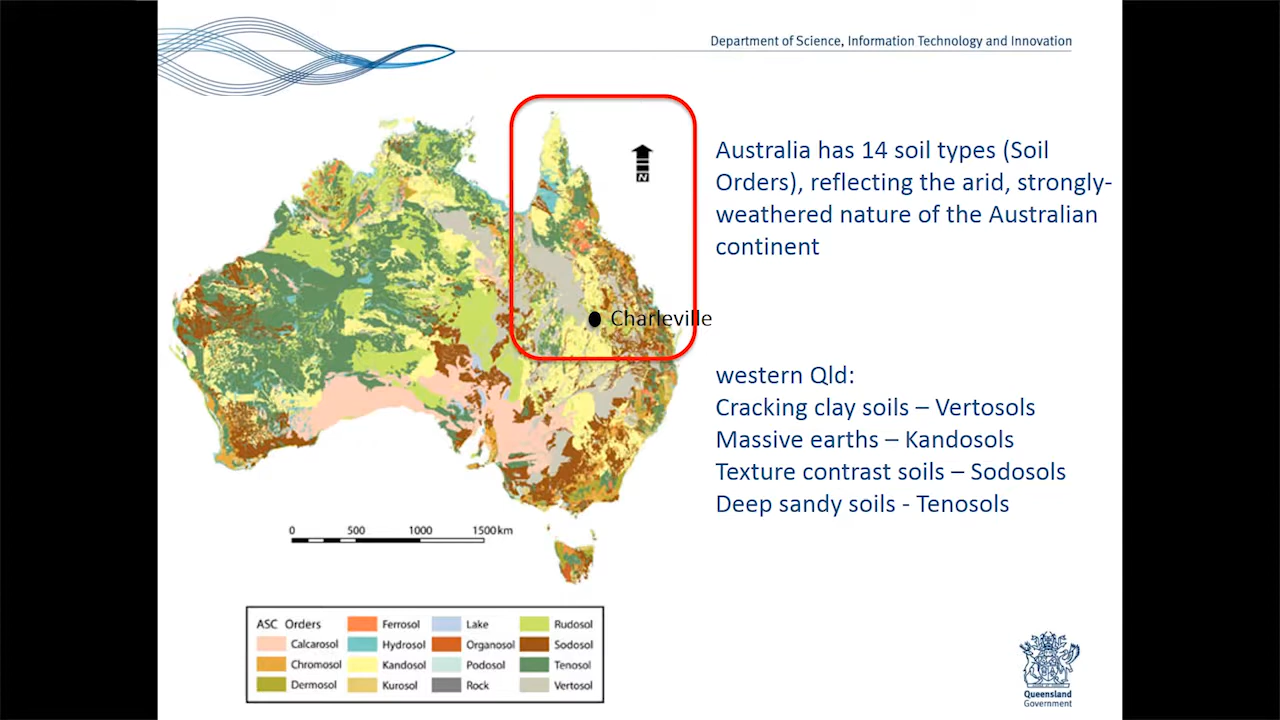 Department of Science, Information Technology and Innovation
N
Australia has 14 soil types (Soil
Orders), reflecting the arid, strongly-
weathered nature of the Australian
continent
Charleville
western Qld:
Cracking clay soils – Vertosols
Massive earths – Kandosols
Texture contrast soils – Sodosols
Deep sandy soils - Tenosols
0 500 1000 1500 km
ASC Orders
Calcarosol
Chromosol
Dermosol
Ferrosol
Hydrosol
Kandosol
Kurosol
Lake
Organosol
Podosol
Rock
Rudosol
Sodosol
Tenosol
Vertosol
Queensland
Government